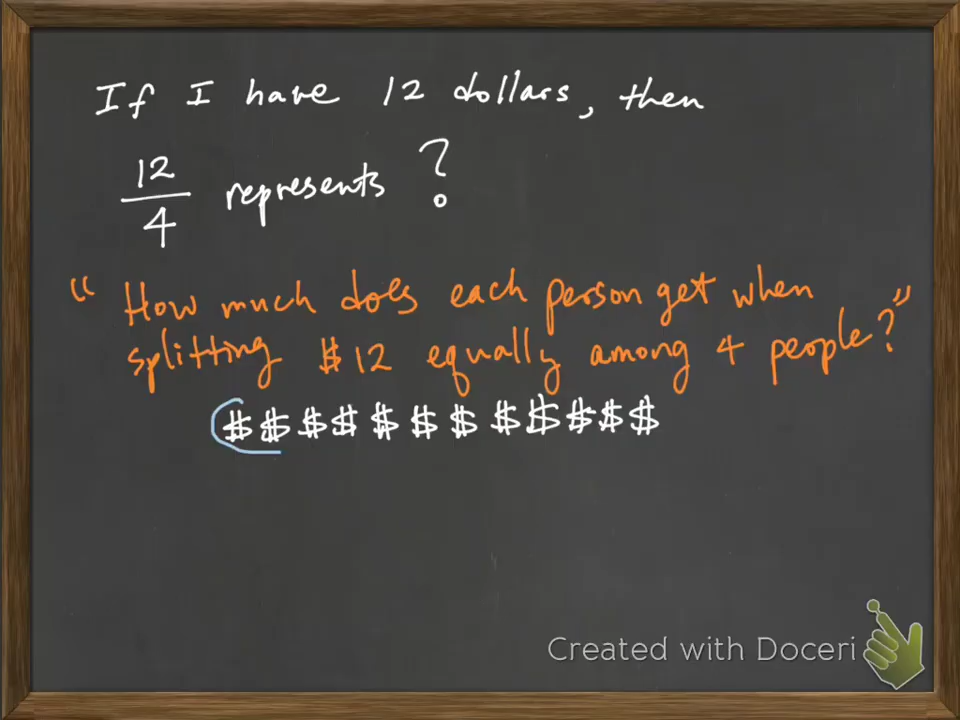 If I have 12 dollars, then
12/4 represents ?
“ How much does each person get when
splitting $12 equally among 4 people? ”
$ $ $ $ $ $ $ $ $ $ $ $
Created with Doceri